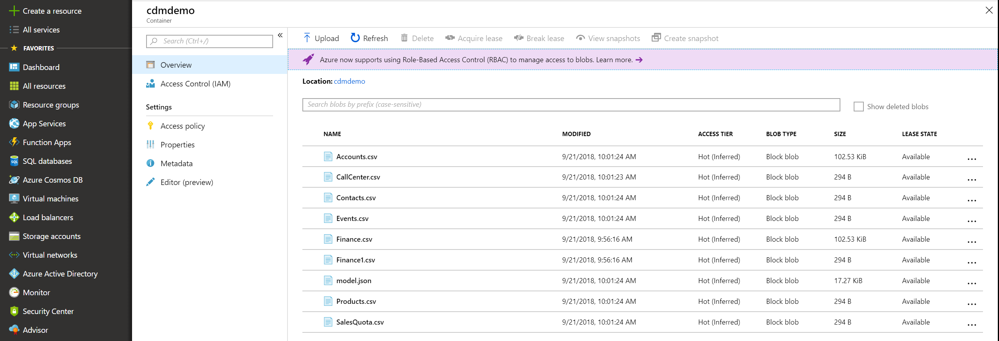 Create a resource
All services
FAVORITES
Dashboard
All resources
Resource groups
App Services
Function Apps
SQL databases
Azure Cosmos DB
Virtual machines
Load balancers
Storage accounts
Virtual networks
Azure Active Directory
Monitor
Security Center
Advisor
cdmdemo
Container
Search (Ctrl+/)
Overview
Access Control (IAM)
Settings
Access policy
Properties
Metadata
Editor (preview)
Upload Refresh Delete Acquire lease Break lease View snapshots Create snapshot
Azure now supports using Role-Based Access Control (RBAC) to manage access to blobs. Learn more.
Location: cdmdemo
Search blobs by prefix (case-sensitive) Show deleted blobs
NAME MODIFIED ACCESS TIER BLOB TYPE SIZE LEASE STATE
Accounts.csv 9/21/2018, 10:01:24 AM Hot (Inferred) Block blob 102.53 KiB Available ...
CallCenter.csv 9/21/2018, 10:01:23 AM Hot (Inferred) Block blob 294 B Available ...
Contacts.csv 9/21/2018, 10:01:24 AM Hot (Inferred) Block blob 294 B Available ...
Events.csv 9/21/2018, 10:01:24 AM Hot (Inferred) Block blob 294 B Available ...
Finance.csv 9/21/2018, 9:56:16 AM Hot (Inferred) Block blob 102.53 KiB Available ...
Finance1.csv 9/21/2018, 9:56:16 AM Hot (Inferred) Block blob 294 B Available ...
model.json 9/21/2018, 10:01:24 AM Hot (Inferred) Block blob 17.27 KiB Available ...
Products.csv 9/21/2018, 10:01:24 AM Hot (Inferred) Block blob 294 B Available ...
SalesQuota.csv 9/21/2018, 10:01:24 AM Hot (Inferred) Block blob 294 B Available ...